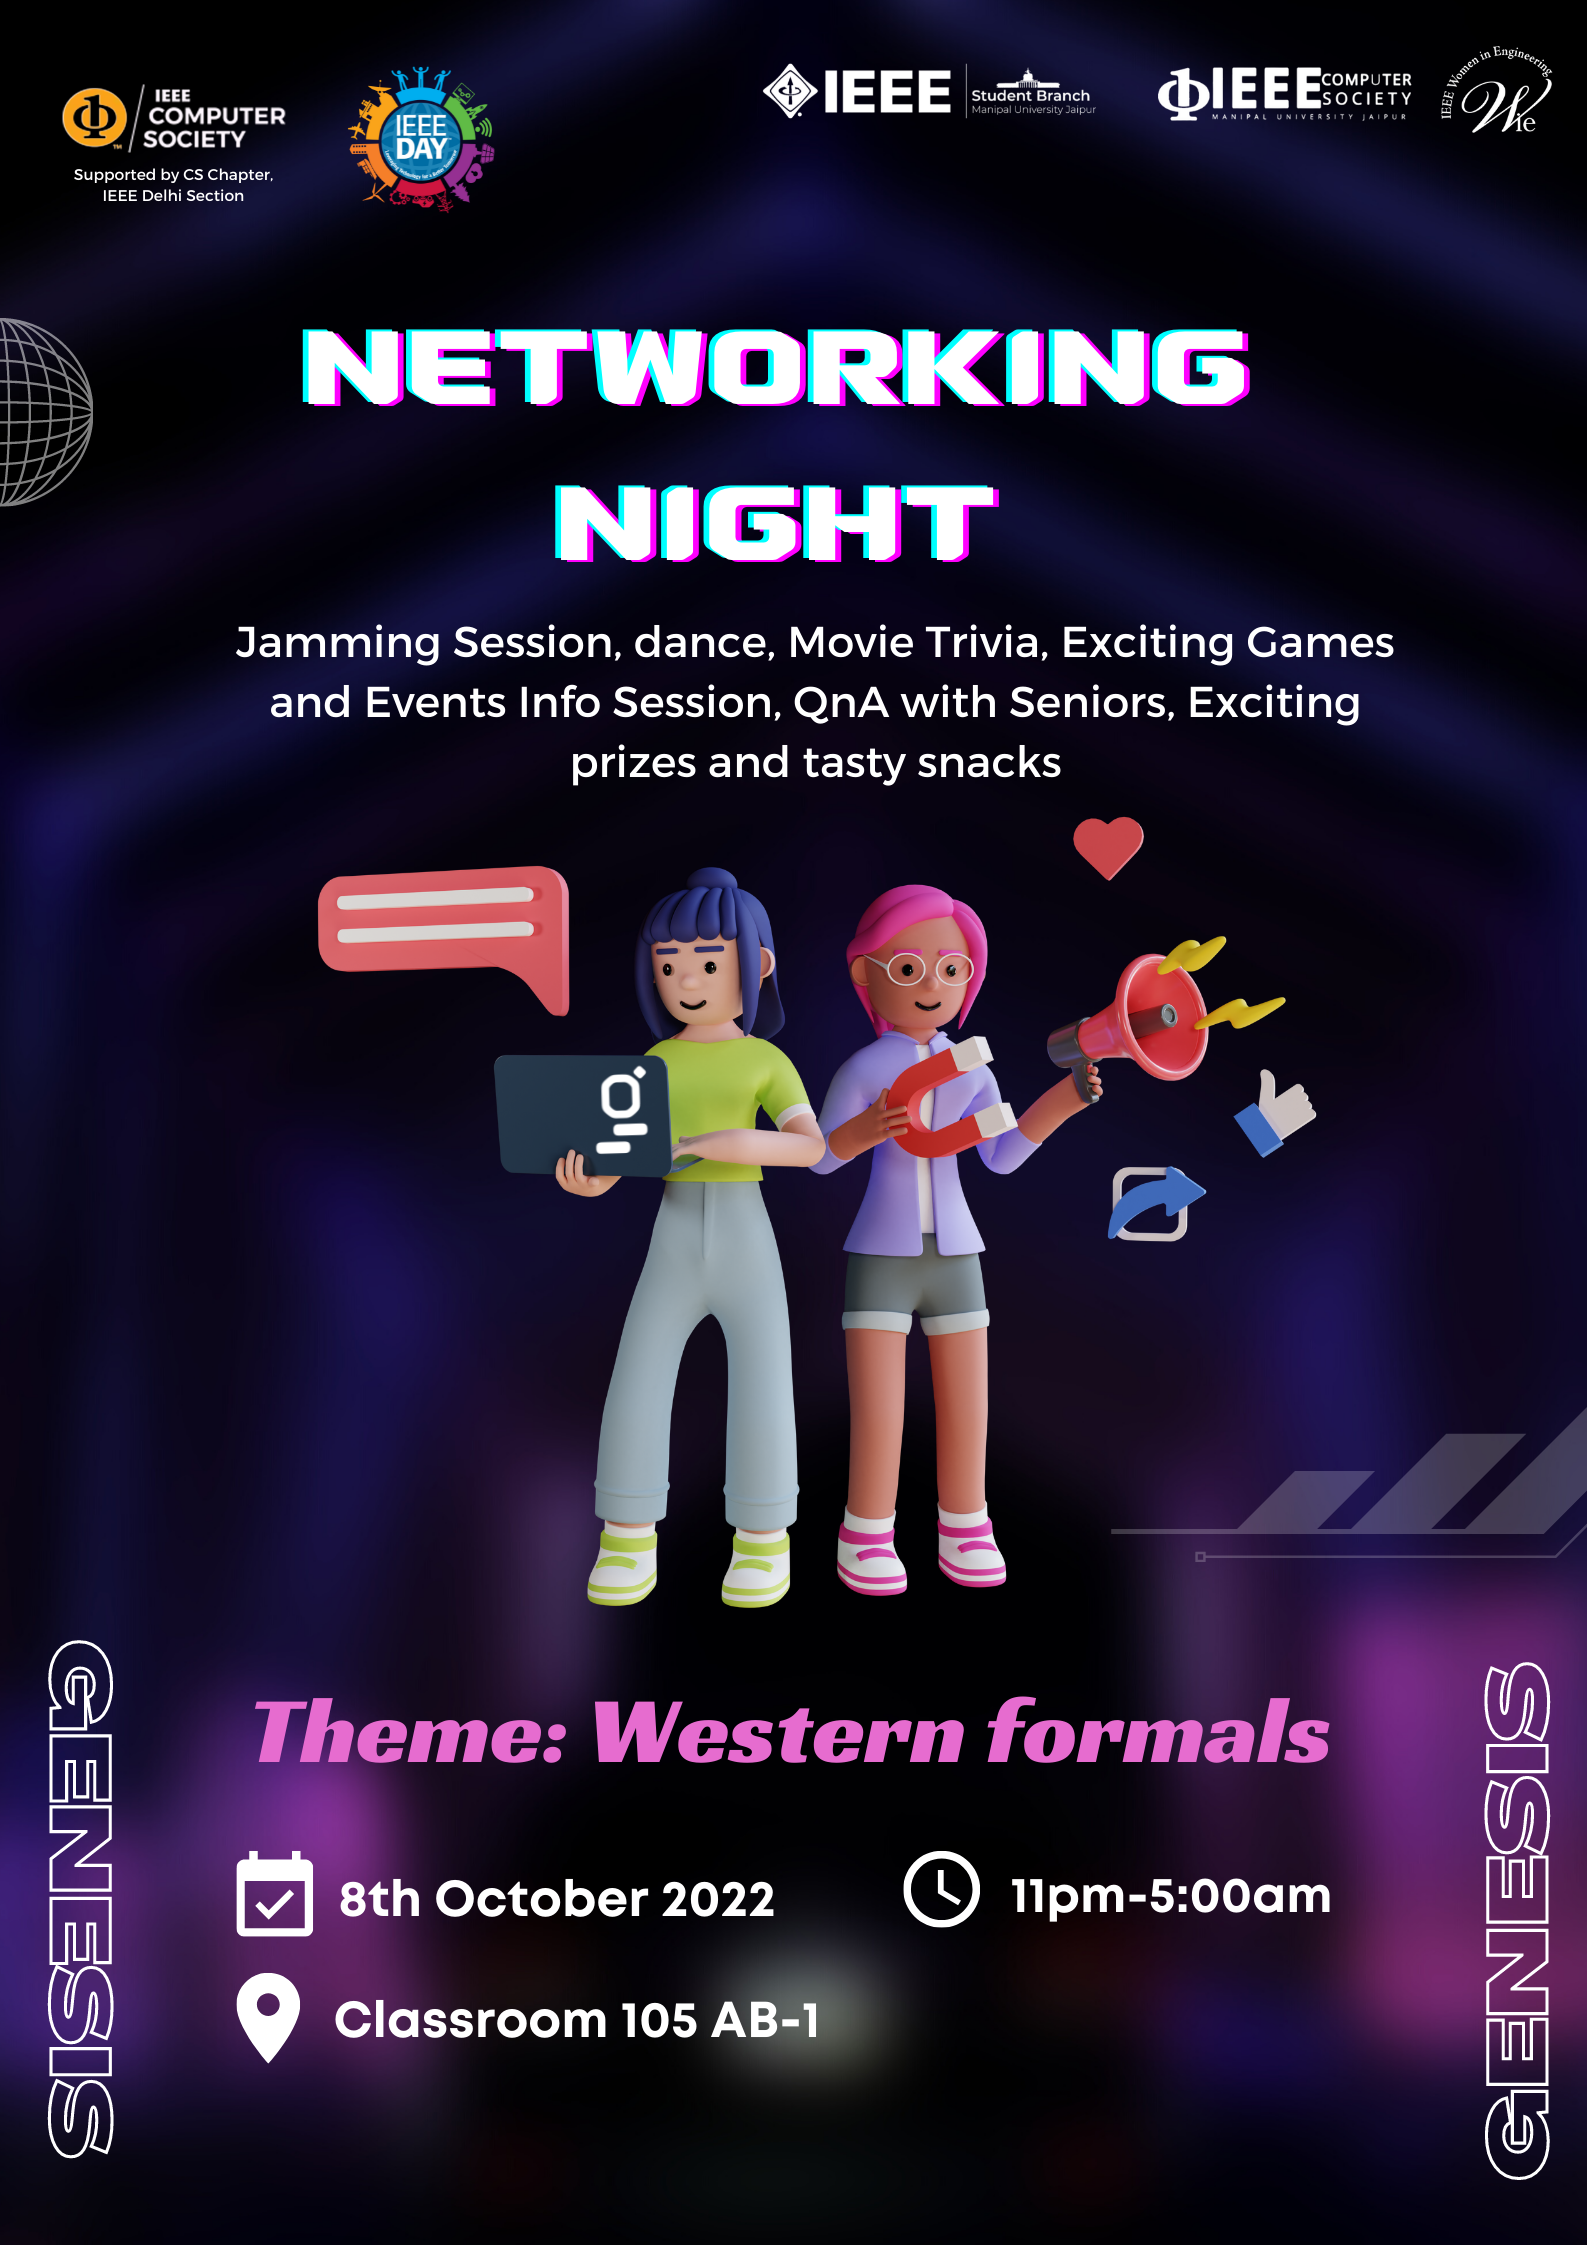 IEEE
COMPUTER
SOCIETY
Supported by CS Chapter,
IEEE Delhi Section
IEEE
DAY
IEEE
Student Branch
Manipal University Jaipur
IEEE COMPUTER
SOCIETY
MANIPAL UNIVERSITY JAIPUR
IEEE Women in Engineering
Wie
NETWORKING
NIGHT
Jamming Session, dance, Movie Trivia, Exciting Games
and Events Info Session, QnA with Seniors, Exciting
prizes and tasty snacks
Theme: Western formals
8th October 2022
11pm-5:00am
Classroom 105 AB-1
GENESIS
GENESIS